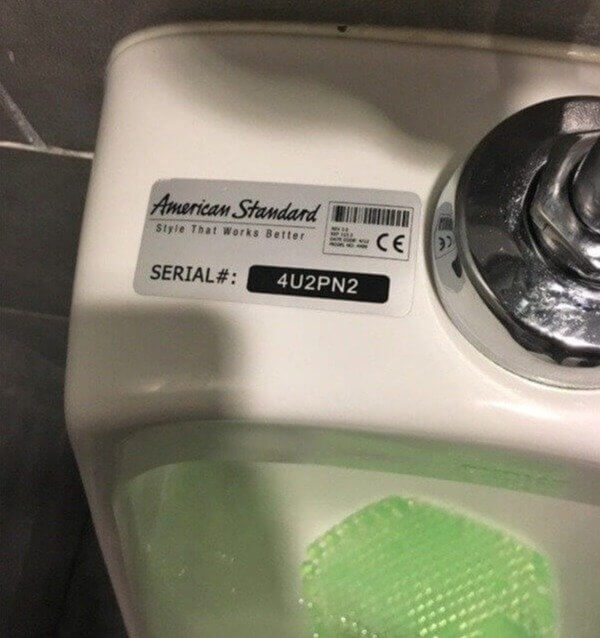 American Standard
Style That Works Better
CE
SERIAL#:
4U2PN2